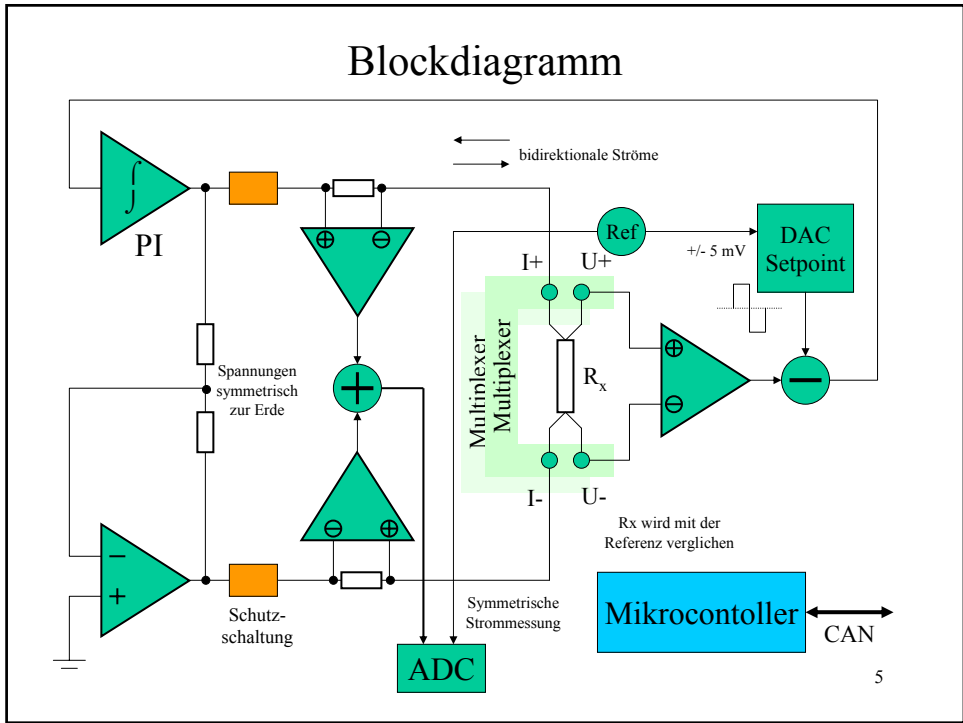 Blockdiagramm
∫
PI
bidirektionale Ströme
Ref
+/- 5 mV
DAC
Setpoint
I+
U+
Multiplexer
Multiplexer
Rx
Spannungen
symmetrisch
zur Erde
I-
U-
Rx wird mit der
Referenz verglichen
Schutz-
schaltung
Symmetrische
Strommessung
ADC
Mikrocontoller
CAN
5